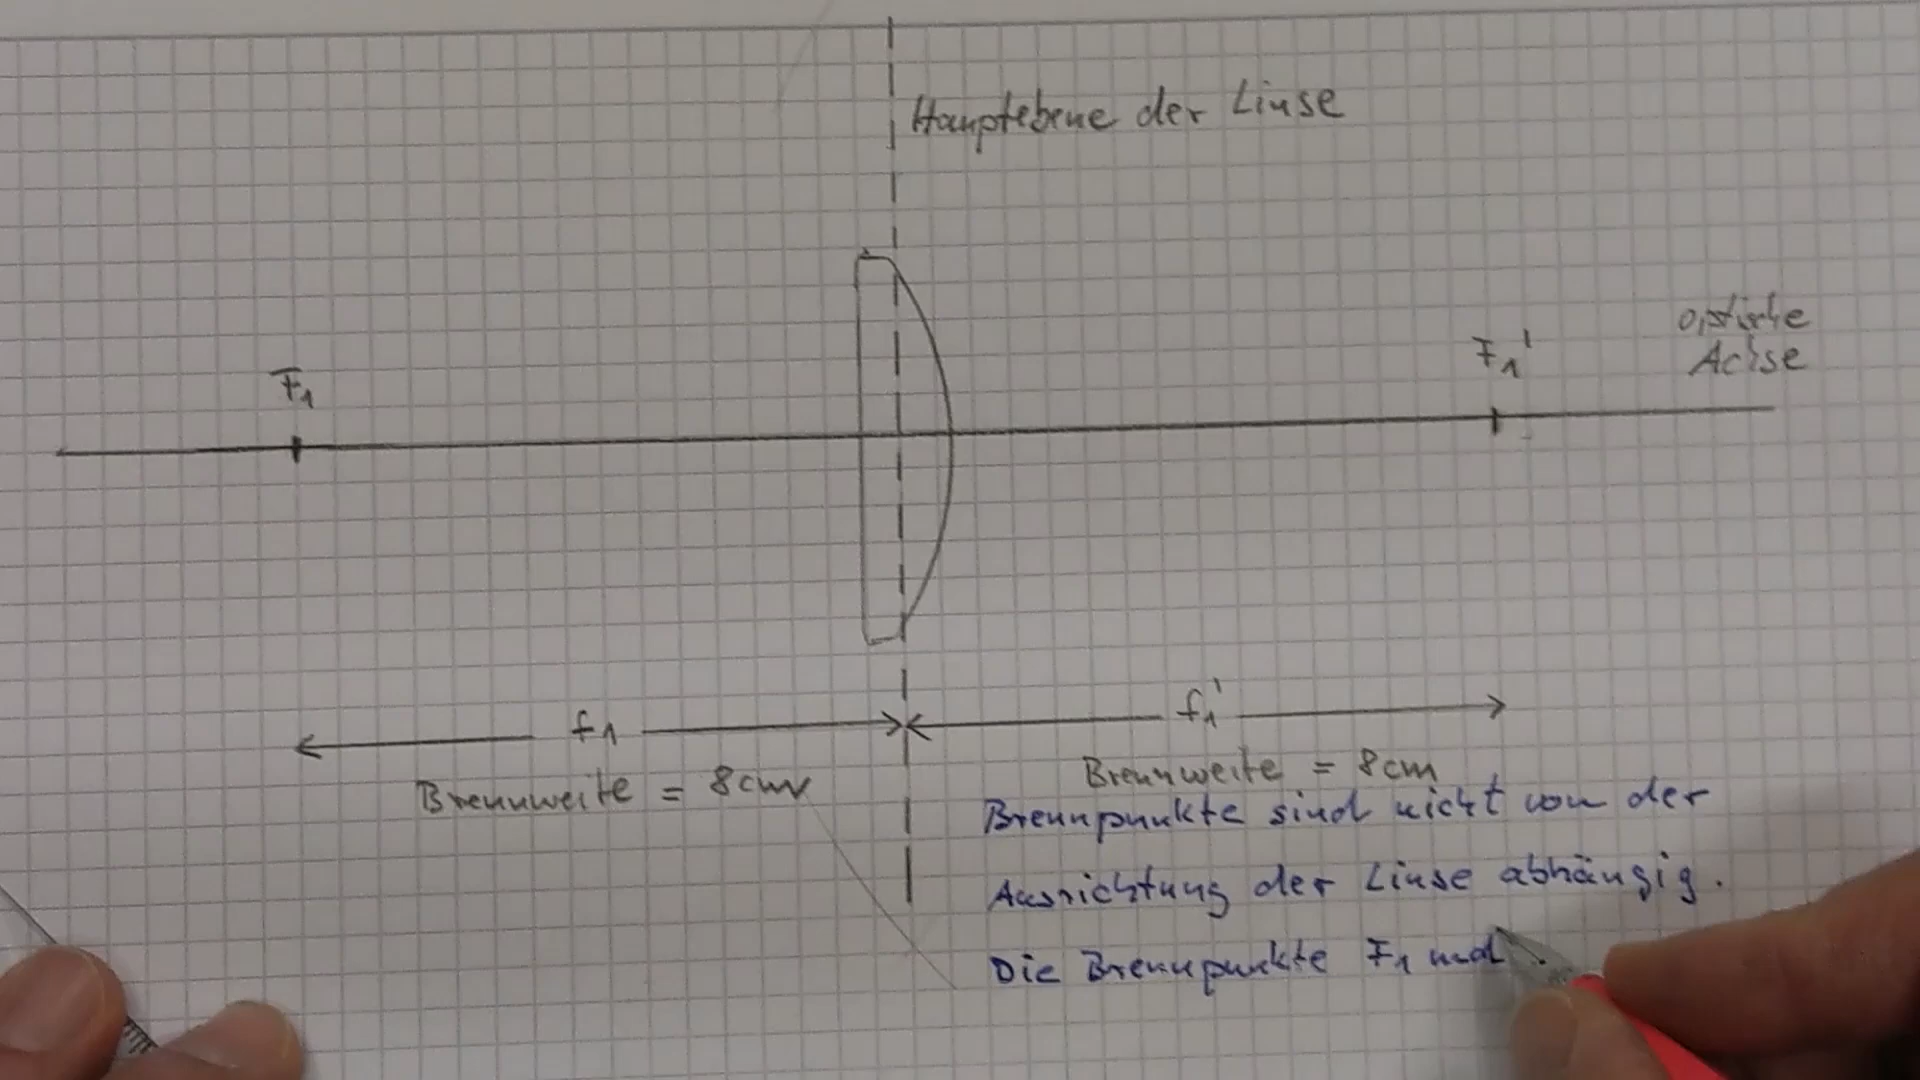 Hauptebene der Linse
optische
Achse
F1
F1'
f1
f1'
Brennweite = 8cm
Brennweite = 8cm
Brennpunkte sind nicht von der
Ausrichtung der Linse abhängig.
Die Brennpunkte F1 und